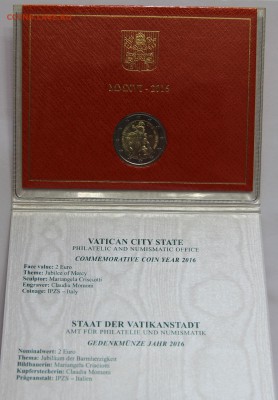 MMXVI - 2016
VATICAN CITY STATE
PHILATELIC AND NUMISMATIC OFFICE
COMMEMORATIVE COIN YEAR 2016
Face value: 2 Euro
Theme: Jubilee of Mercy
Sculptor: Mariangela Crisciotti
Engraver: Claudia Momoni
Coinage: IPZS - Italy
STAAT DER VATIKANSTADT
AMT FÜR PHILATELIE UND NUMISMATIK
GEDENKMÜNZE JAHR 2016
Nominalwert: 2 Euro
Thema: Jubiläum der Barmherzigkeit
Bildhauerin: Mariangela Crisciotti
Kupferstecherin: Claudia Momoni
Prägeanstalt: IPZS - Italien